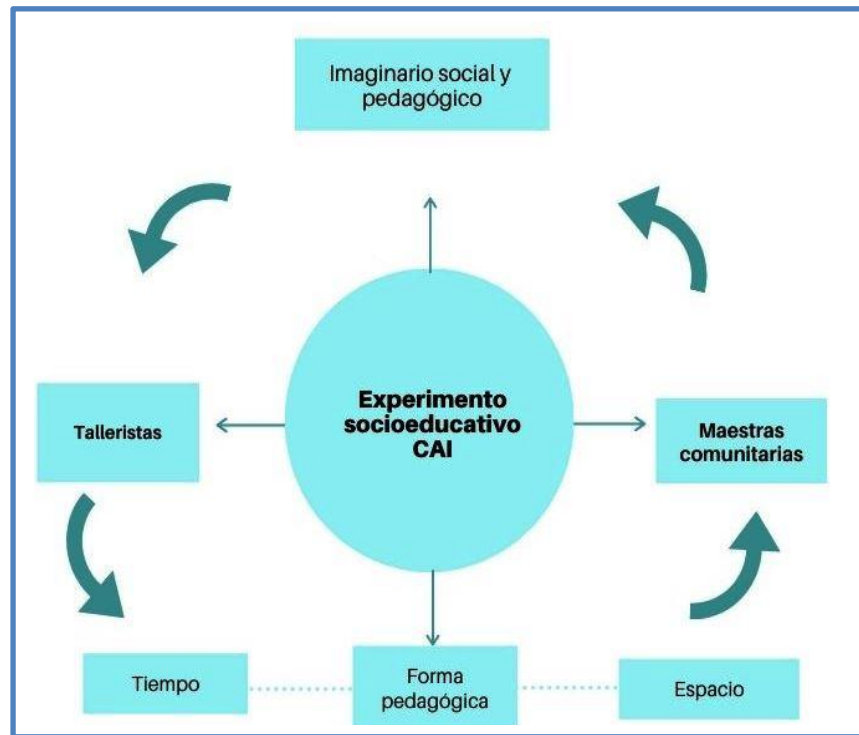 Imaginario social y
pedagógico
Experimento
socioeducativo
CAI
Talleristas
Maestras
comunitarias
Tiempo
Forma
pedagógica
Espacio